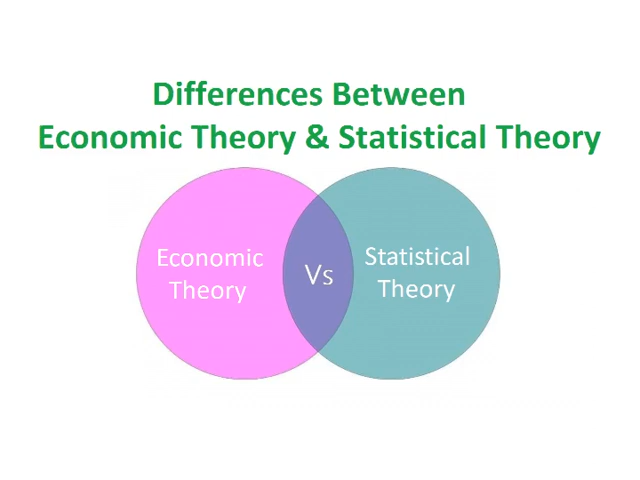 Differences Between
Economic Theory & Statistical Theory
Economic
Theory
Vs
Statistical
Theory